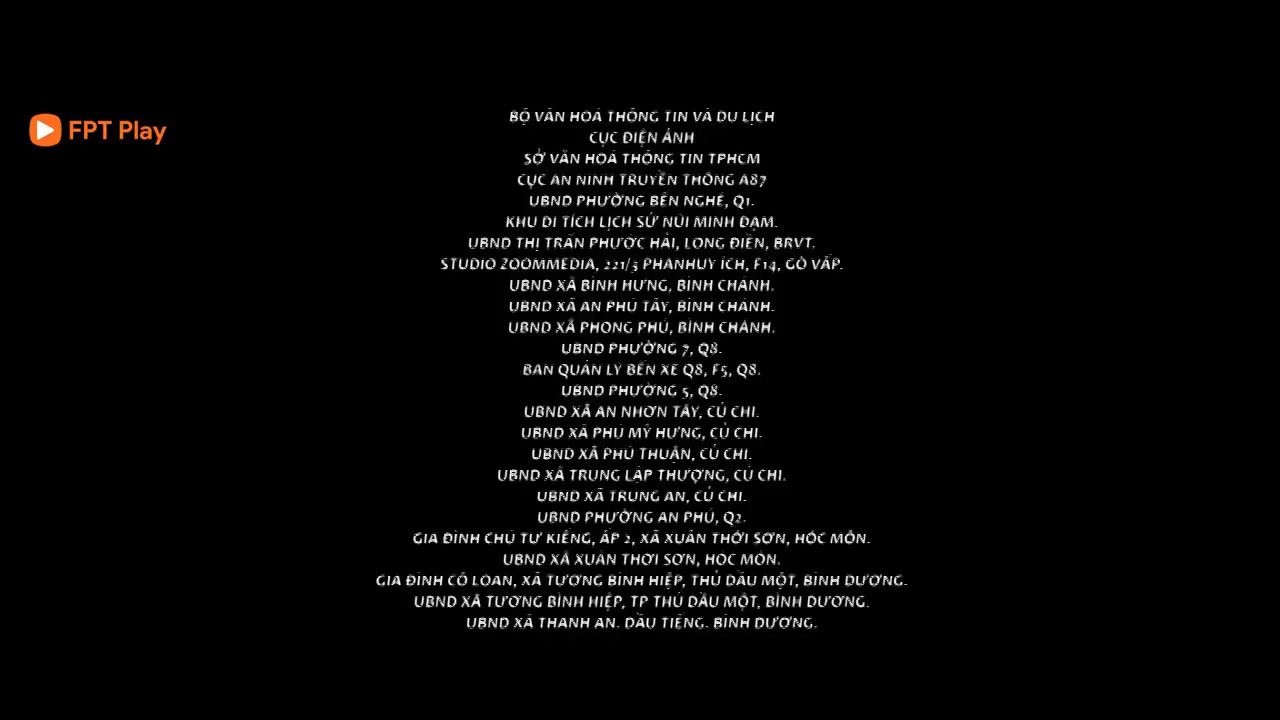 FPT Play
BỘ VĂN HOÁ THÔNG TIN VÀ DU LỊCH
CỤC ĐIỆN ẢNH
SỞ VĂN HOÁ THÔNG TIN TPHCM
CỤC AN NINH TRUYỀN THÔNG A87
UBND PHƯỜNG BẾN NGHÉ, Q1.
KHU DI TÍCH LỊCH SỬ NÚI MINH ĐẠM.
UBND THỊ TRẤN PHƯỚC HẢI, LONG ĐIỀN, BRVT.
STUDIO ZOOMMEDIA, 221/5 PHANHUY ÍCH, F14, GÒ VẤP.
UBND XÃ BÌNH HƯNG, BÌNH CHÁNH.
UBND XÃ AN PHÚ TÂY, BÌNH CHÁNH.
UBND XÃ PHONG PHÚ, BÌNH CHÁNH.
UBND PHƯỜNG 7, Q8.
BAN QUẢN LÝ BẾN XE Q8, F5, Q8.
UBND PHƯỜNG 5, Q8.
UBND XÃ AN NHƠN TÂY, CỦ CHI.
UBND XÃ PHÚ MỸ HƯNG, CỦ CHI.
UBND XÃ PHÚ THUẬN, CỦ CHI.
UBND XÃ TRUNG LẬP THƯỢNG, CỦ CHI.
UBND XÃ TRUNG AN, CỦ CHI.
UBND PHƯỜNG AN PHÚ, Q2.
GIA ĐÌNH CHÚ TƯ KIỂNG, ẤP 2, XÃ XUÂN THỚI SƠN, HÓC MÔN.
UBND XÃ XUÂN THỚI SƠN, HÓC MÔN.
GIA ĐÌNH CÔ LOAN, XÃ TƯƠNG BÌNH HIỆP, THỦ DẦU MỘT, BÌNH DƯƠNG.
UBND XÃ TƯƠNG BÌNH HIỆP, TP THỦ DẦU MỘT, BÌNH DƯƠNG.
UBND XÃ THANH AN. DẦU TIẾNG. BÌNH DƯƠNG.